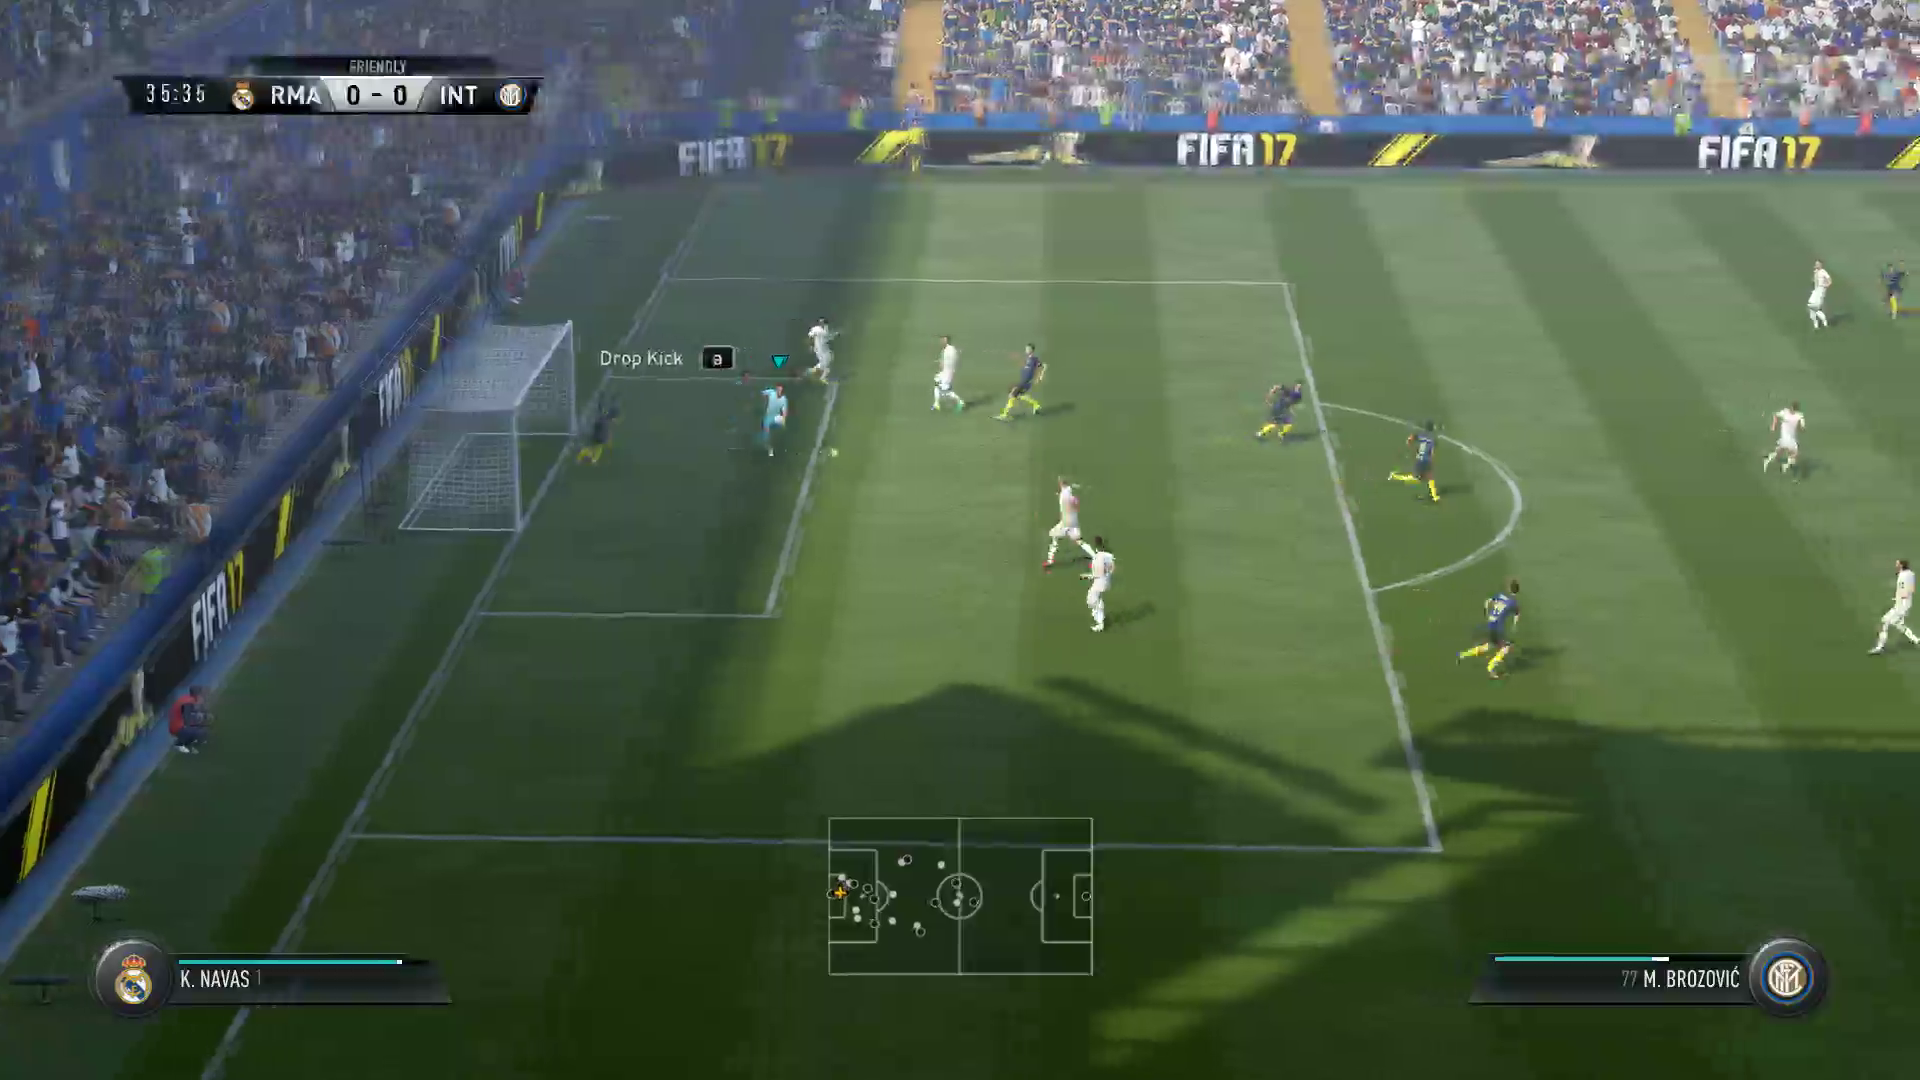 FRIENDLY
35:35 RMA 0 - 0 INT
FIFA 17 FIFA 17 FIFA 17
Drop Kick a
FIFA 17
K. NAVAS 1
77 M. BROZOVIĆ